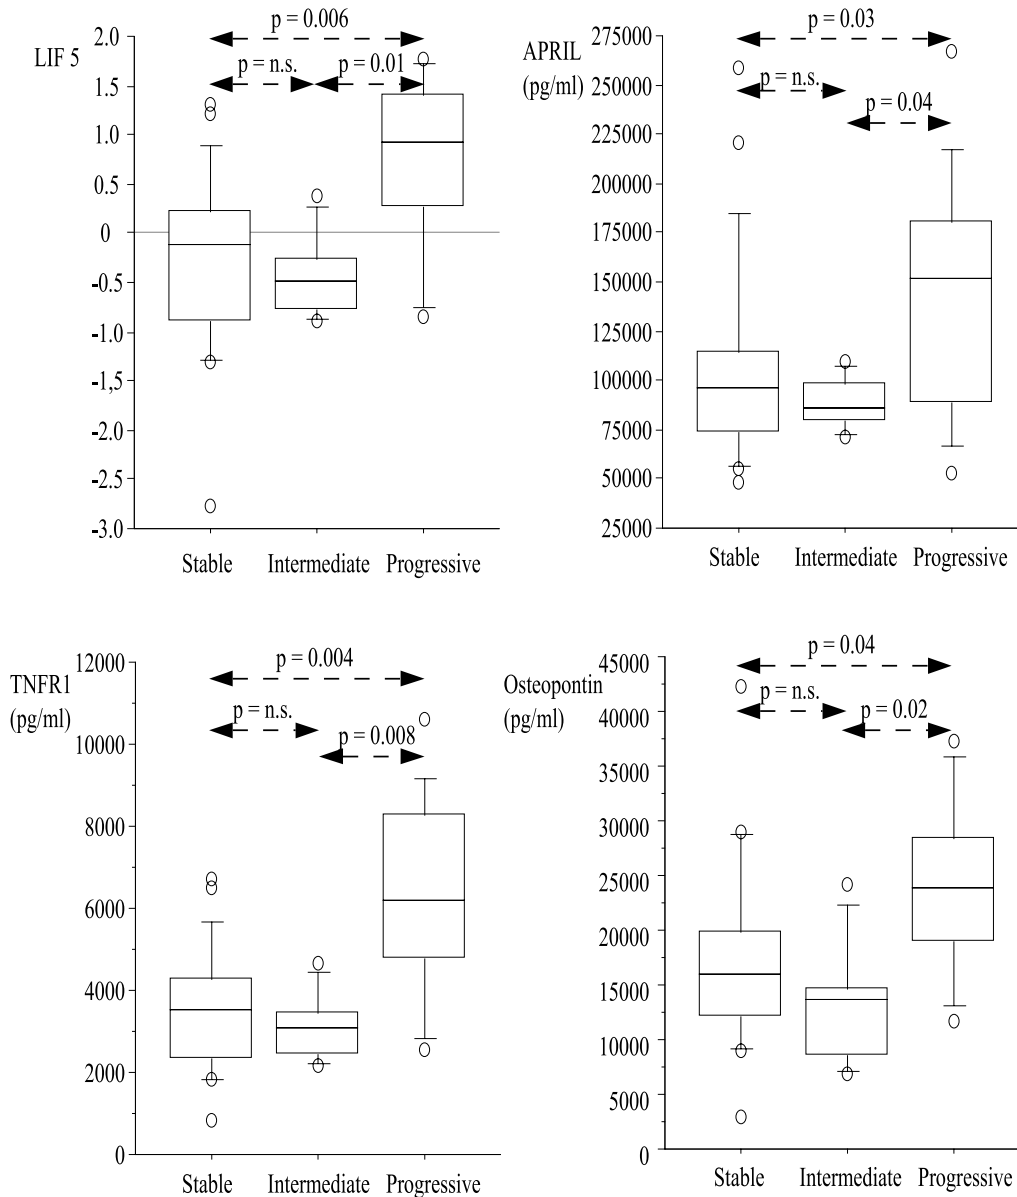 LIF 5
p = 0.006
p = n.s.
p = 0.01
2.0
1.5
1.0
0.5
0
-0.5
-1.0
-1,5
-2.0
-2.5
-3.0
Stable Intermediate Progressive
APRIL
(pg/ml)
p = 0.03
p = n.s.
p = 0.04
275000
250000
225000
200000
175000
150000
125000
100000
75000
50000
25000
Stable Intermediate Progressive
TNFR1
(pg/ml)
p = 0.004
p = n.s.
p = 0.008
12000
10000
8000
6000
4000
2000
0
Stable Intermediate Progressive
Osteopontin
(pg/ml)
p = 0.04
p = n.s.
p = 0.02
45000
40000
35000
30000
25000
20000
15000
10000
5000
0
Stable Intermediate Progressive